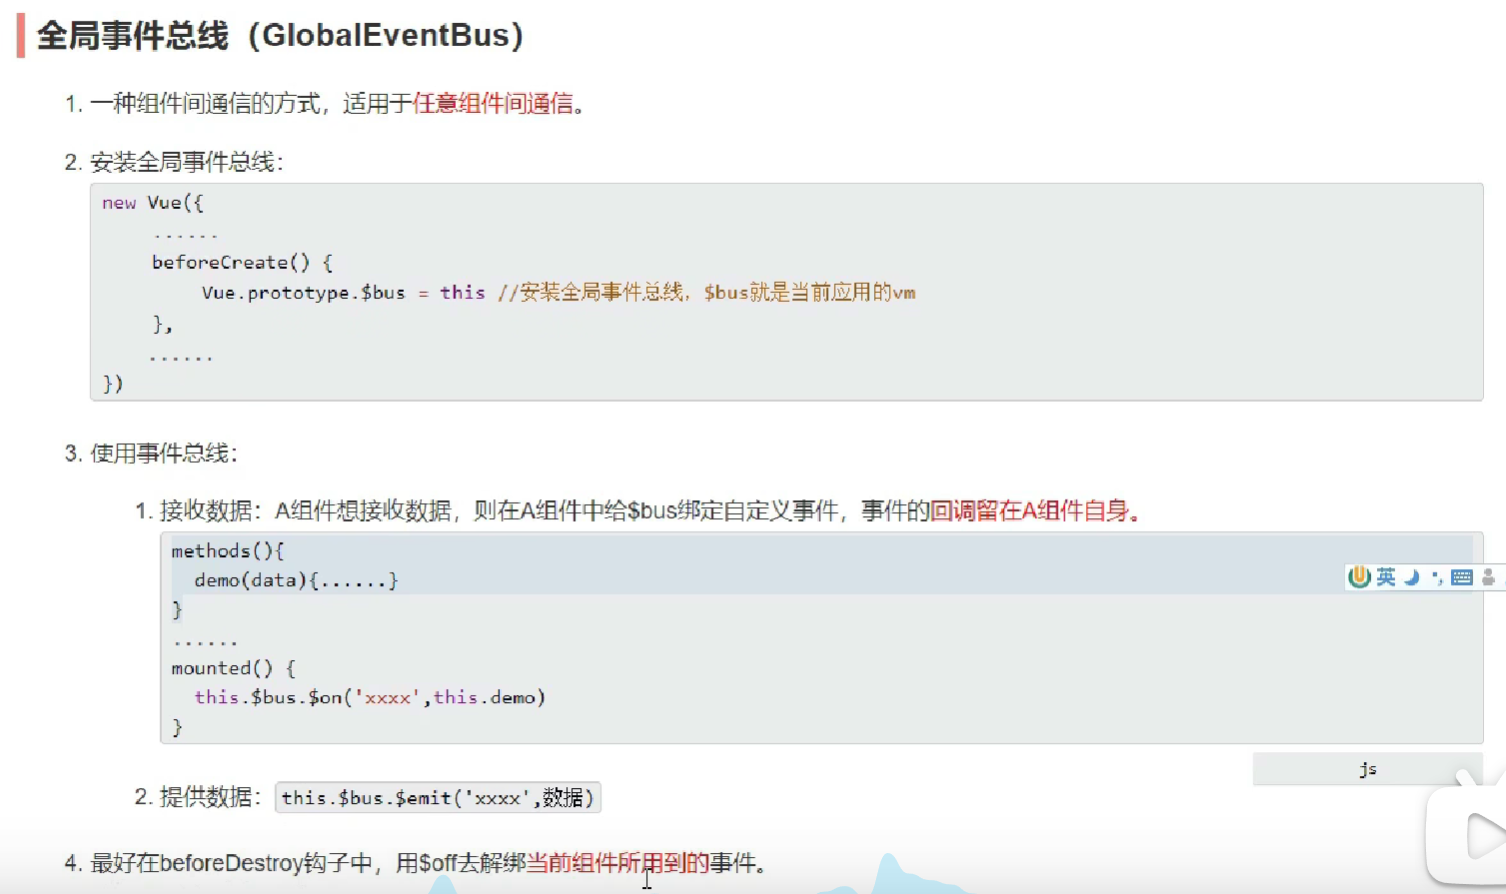 全局事件总线（GlobalEventBus）
1. 一种组件间通信的方式，适用于任意组件间通信。
2. 安装全局事件总线：
new Vue({
......
beforeCreate() {
Vue.prototype.$bus = this //安装全局事件总线，$bus就是当前应用的vm
},
......
})
3. 使用事件总线：
1. 接收数据：A组件想接收数据，则在A组件中给$bus绑定自定义事件，事件的回调留在A组件自身。
methods(){
demo(data){......}
}
......
mounted() {
this.$bus.$on('xxxx',this.demo)
}
英
js
2. 提供数据：this.$bus.$emit('xxxx',数据)
4. 最好在beforeDestroy钩子中，用$off去解绑当前组件所用到的事件。